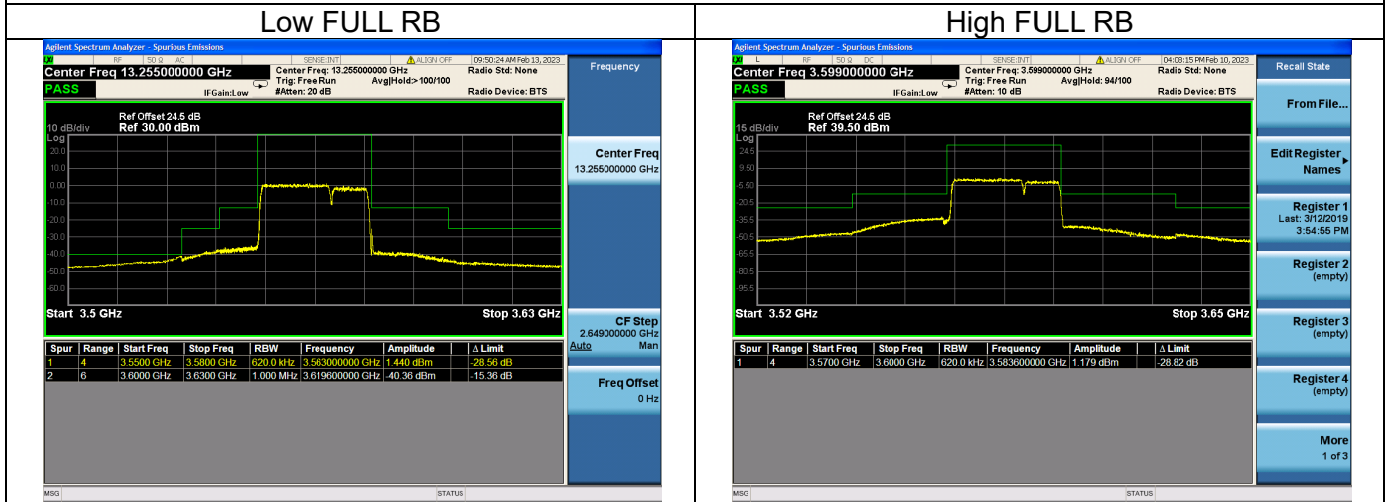 Low FULL RB
High FULL RB
Agilent Spectrum Analyzer - Spurious Emissions
RF 50 Ω AC SENSE:INT ALIGN OFF 09:50:24 AM Feb 13, 2023
Center Freq 13.255000000 GHz
Center Freq: 13.255000000 GHz Radio Std: None
Trig: Free Run Avg|Hold:>100/100
PASS IFGain:Low #Atten: 20 dB Radio Device: BTS
Ref Offset 24.5 dB
10 dB/div Ref 30.00 dBm
Log
20.0
10.0
0.00
-10.0
-20.0
-30.0
-40.0
-50.0
-60.0
Start 3.5 GHz Stop 3.63 GHz
Spur Range Start Freq Stop Freq RBW Frequency Amplitude Δ Limit
1 4 3.5500 GHz 3.5800 GHz 620.0 kHz 3.563000000 GHz 1.440 dBm -28.56 dB
2 6 3.6000 GHz 3.6300 GHz 1.000 MHz 3.619600000 GHz -40.36 dBm -15.36 dB
MSG STATUS
Frequency
Center Freq
13.255000000 GHz
CF Step
2.649000000 GHz
Auto Man
Freq Offset
0 Hz
Agilent Spectrum Analyzer - Spurious Emissions
L RF 50 Ω DC SENSE:INT ALIGN OFF 04:03:15 PM Feb 10, 2023
Center Freq 3.599000000 GHz
Center Freq: 3.599000000 GHz Radio Std: None
Trig: Free Run Avg|Hold: 94/100
PASS IFGain:Low #Atten: 10 dB Radio Device: BTS
Ref Offset 24.5 dB
15 dB/div Ref 39.50 dBm
Log
24.5
9.50
-5.50
-20.5
-35.5
-50.5
-65.5
-80.5
-95.5
Start 3.52 GHz Stop 3.65 GHz
Spur Range Start Freq Stop Freq RBW Frequency Amplitude Δ Limit
1 4 3.5700 GHz 3.6000 GHz 620.0 kHz 3.583600000 GHz 1.179 dBm -28.82 dB
MSG STATUS
Recall State
From File...
Edit Register
Names
Register 1
Last: 3/12/2019
3:54:55 PM
Register 2
(empty)
Register 3
(empty)
Register 4
(empty)
More
1 of 3